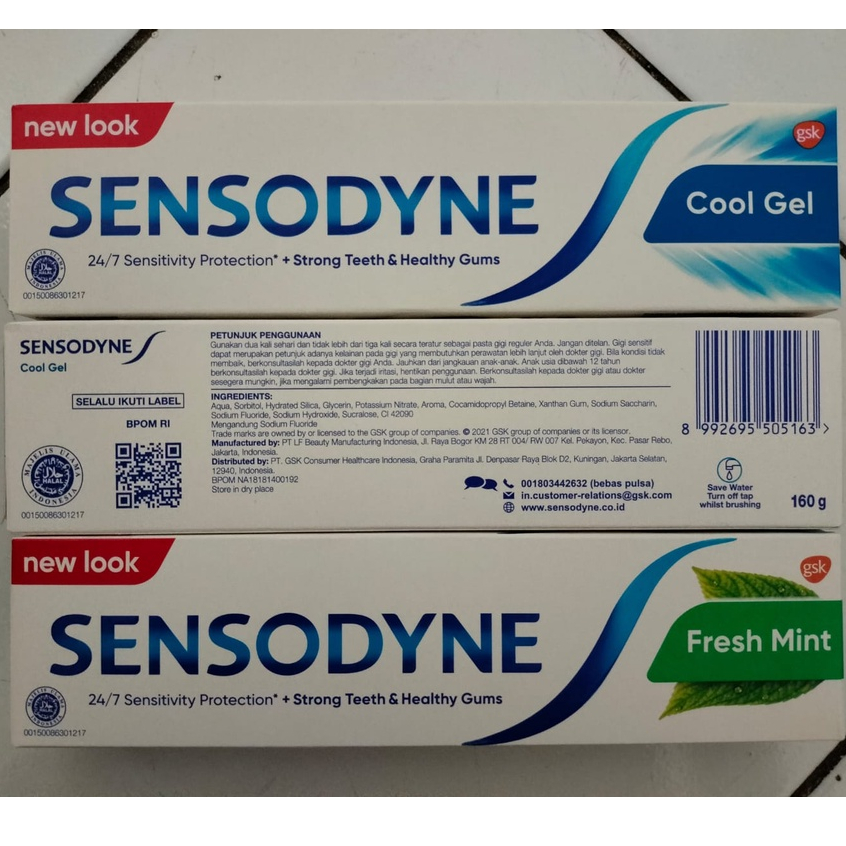 new look
gsk
SENSODYNE
Cool Gel
24/7 Sensitivity Protection* + Strong Teeth & Healthy Gums
MAJELIS ULAMA
HALAL
INDONESIA
00150086301217
SENSODYNE
Cool Gel
SELALU IKUTI LABEL
BPOM RI
MAJELIS ULAMA
HALAL
INDONESIA
00150086301217
PETUNJUK PENGGUNAAN
Gunakan dua kali sehari dan tidak lebih dari tiga kali secara teratur sebagai pasta gigi reguler Anda. Jangan ditelan. Gigi sensitif
dapat merupakan petunjuk adanya kelainan pada gigi yang membutuhkan perawatan lebih lanjut oleh dokter gigi. Bila kondisi tidak
membaik, berkonsultasilah kepada dokter gigi Anda. Jauhkan dari jangkauan anak-anak. Anak usia dibawah 12 tahun
berkonsultasilah kepada dokter gigi. Jika terjadi iritasi, hentikan penggunaan. Berkonsultasilah kepada dokter gigi atau dokter
sesegera mungkin, jika mengalami pembengkakan pada bagian mulut atau wajah.
INGREDIENTS:
Aqua, Sorbitol, Hydrated Silica, Glycerin, Potassium Nitrate, Aroma, Cocamidopropyl Betaine, Xanthan Gum, Sodium Saccharin,
Sodium Fluoride, Sodium Hydroxide, Sucralose, CI 42090
Mengandung Sodium Fluoride
Trade marks are owned by or licensed to the GSK group of companies. © 2021 GSK group of companies or its licensor.
Manufactured by: PT LF Beauty Manufacturing Indonesia, Jl. Raya Bogor KM 28 RT 004/ RW 007 Kel. Pekayon, Kec. Pasar Rebo,
Jakarta, Indonesia.
Distributed by: PT. GSK Consumer Healthcare Indonesia, Graha Paramita Jl. Denpasar Raya Blok D2, Kuningan, Jakarta Selatan,
12940, Indonesia.
BPOM NA18181400192
Store in dry place
001803442632 (bebas pulsa)
in.customer-relations@gsk.com
www.sensodyne.co.id
8 992695 505163 >
Save Water
Turn off tap
whilst brushing
160 g
new look
gsk
SENSODYNE
Fresh Mint
24/7 Sensitivity Protection* + Strong Teeth & Healthy Gums
MAJELIS ULAMA
HALAL
INDONESIA
00150086301217